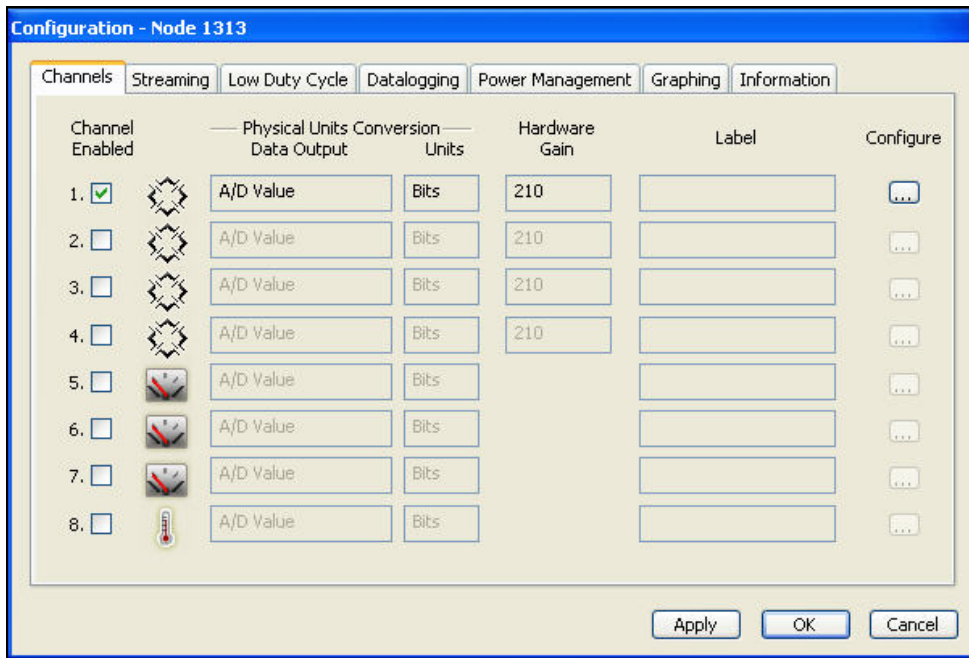 Configuration - Node 1313
Channels Streaming Low Duty Cycle Datalogging Power Management Graphing Information
Channel Enabled Physical Units Conversion Hardware Gain Label Configure
Data Output Units
1. A/D Value Bits 210 ...
2. A/D Value Bits 210 ...
3. A/D Value Bits 210 ...
4. A/D Value Bits 210 ...
5. A/D Value Bits ...
6. A/D Value Bits ...
7. A/D Value Bits ...
8. A/D Value Bits ...
Apply OK Cancel